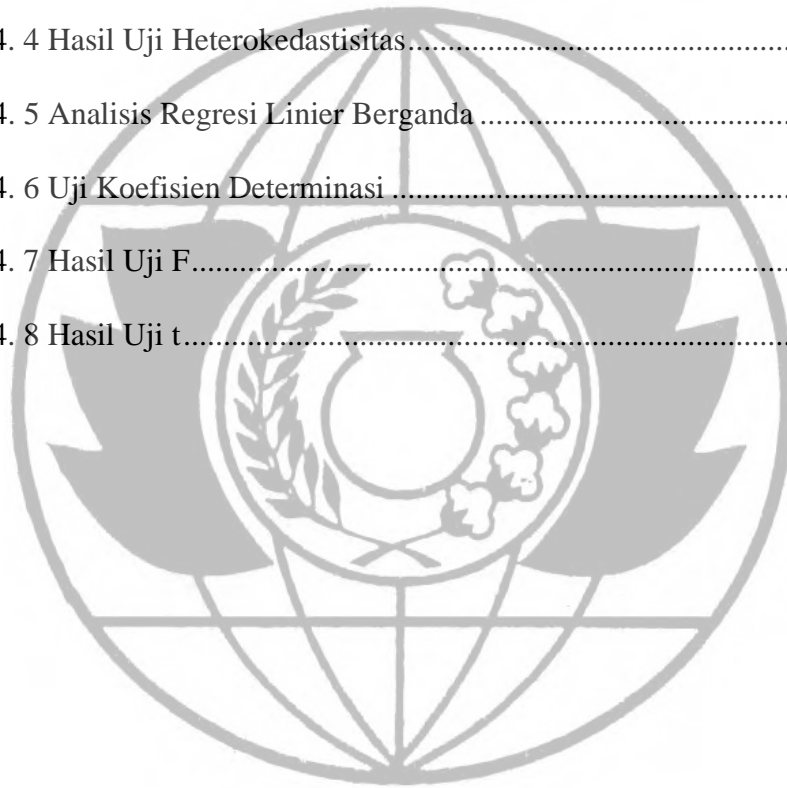 4. 4 Hasil Uji Heterokedastisitas........................................
4. 5 Analisis Regresi Linier Berganda ........................................
4. 6 Uji Koefisien Determinasi ........................................
4. 7 Hasil Uji F........................................
4. 8 Hasil Uji t........................................